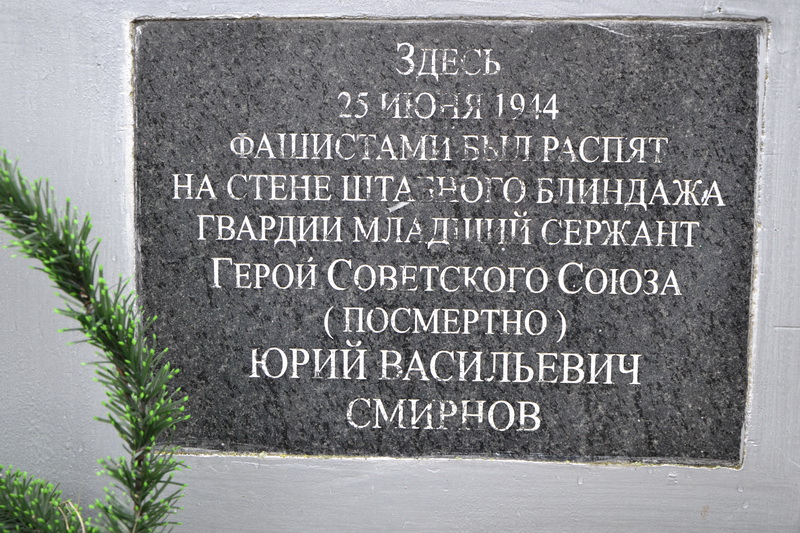 Здесь
25 ИЮНЯ 1944
ФАШИСТАМИ БЫЛ РАСПЯТ
НА СТЕНЕ ШТАБНОГО БЛИНДАЖА
ГВАРДИИ МЛАДШИЙ СЕРЖАНТ
ГЕРОЙ СОВЕТСКОГО СОЮЗА
( ПОСМЕРТНО )
ЮРИЙ ВАСИЛЬЕВИЧ
СМИРНОВ